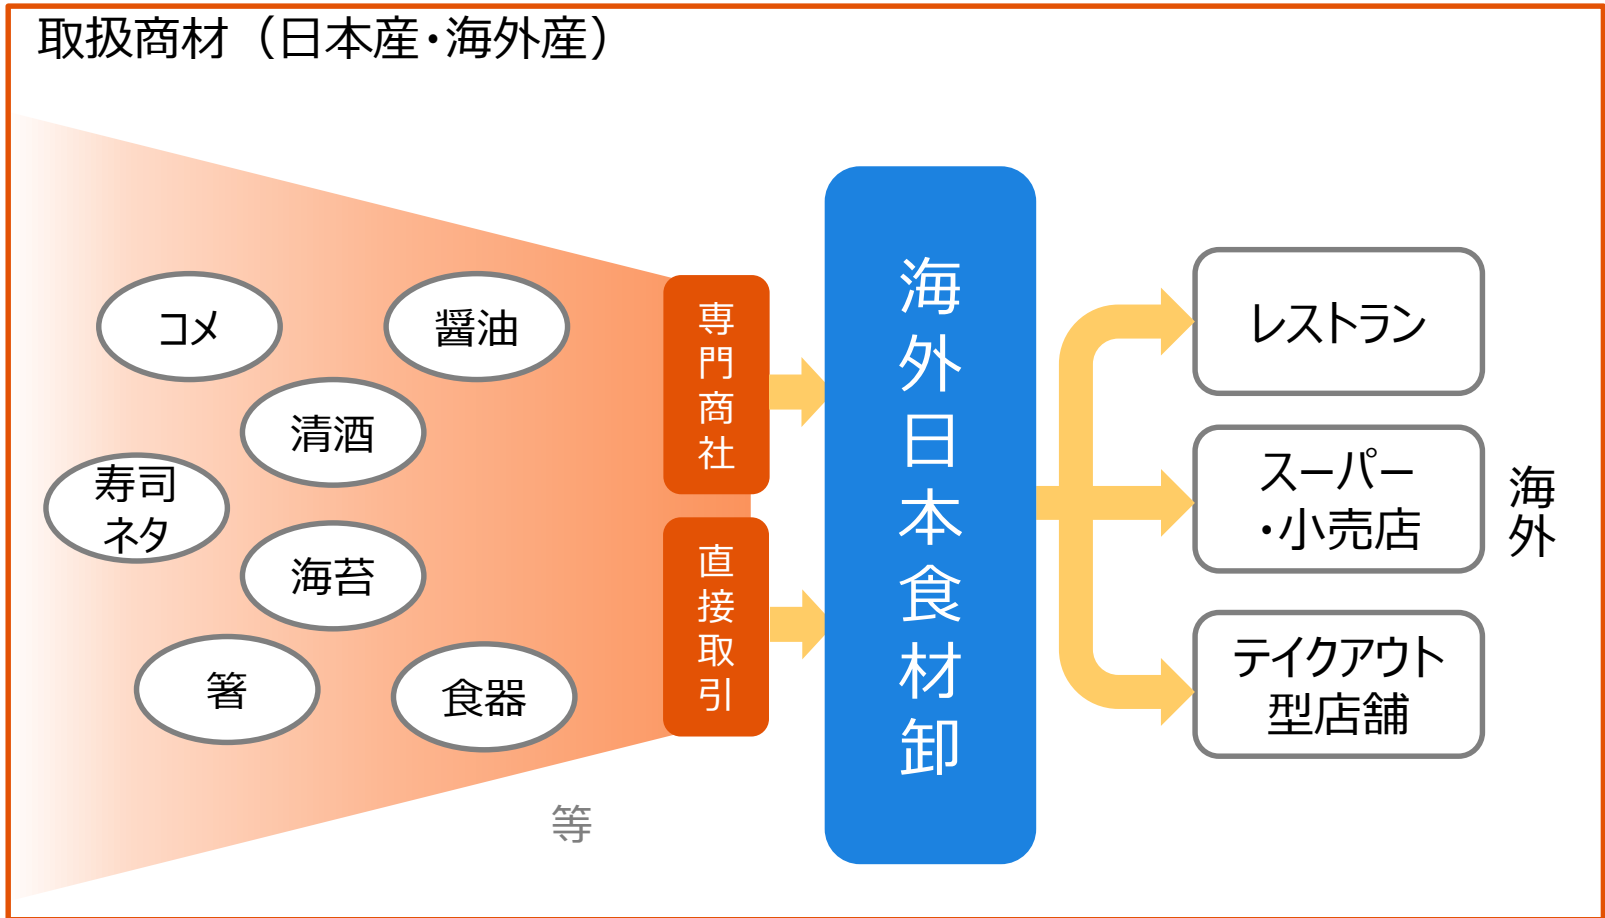 取扱商材（日本産・海外産）
コメ
醤油
清酒
寿司
ネタ
海苔
箸
食器
等
専門商社
直接取引
海外日本食材卸
レストラン
スーパー
・小売店
テイクアウト
型店舗
海外